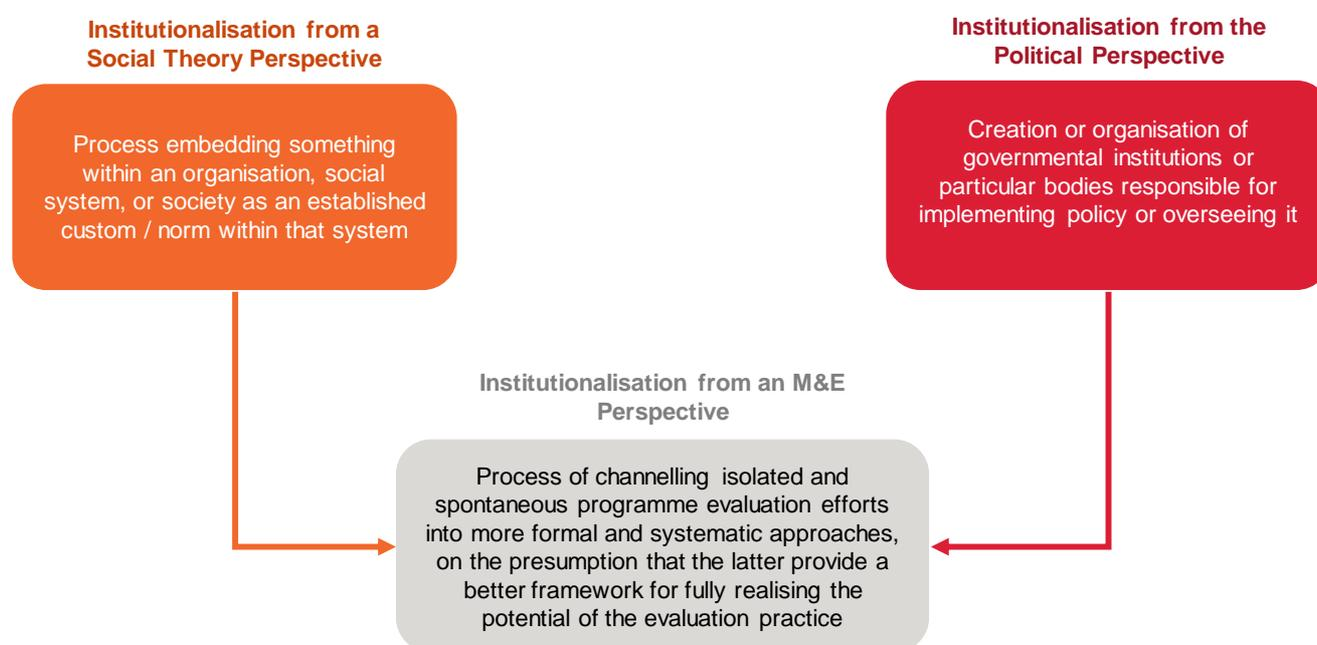 Institutionalisation from a
Social Theory Perspective
Process embedding something
within an organisation, social
system, or society as an established
custom / norm within that system
Institutionalisation from the
Political Perspective
Creation or organisation of
governmental institutions or
particular bodies responsible for
implementing policy or overseeing it
Institutionalisation from an M&E
Perspective
Process of channelling isolated and
spontaneous programme evaluation efforts
into more formal and systematic approaches,
on the presumption that the latter provide a
better framework for fully realising the
potential of the evaluation practice